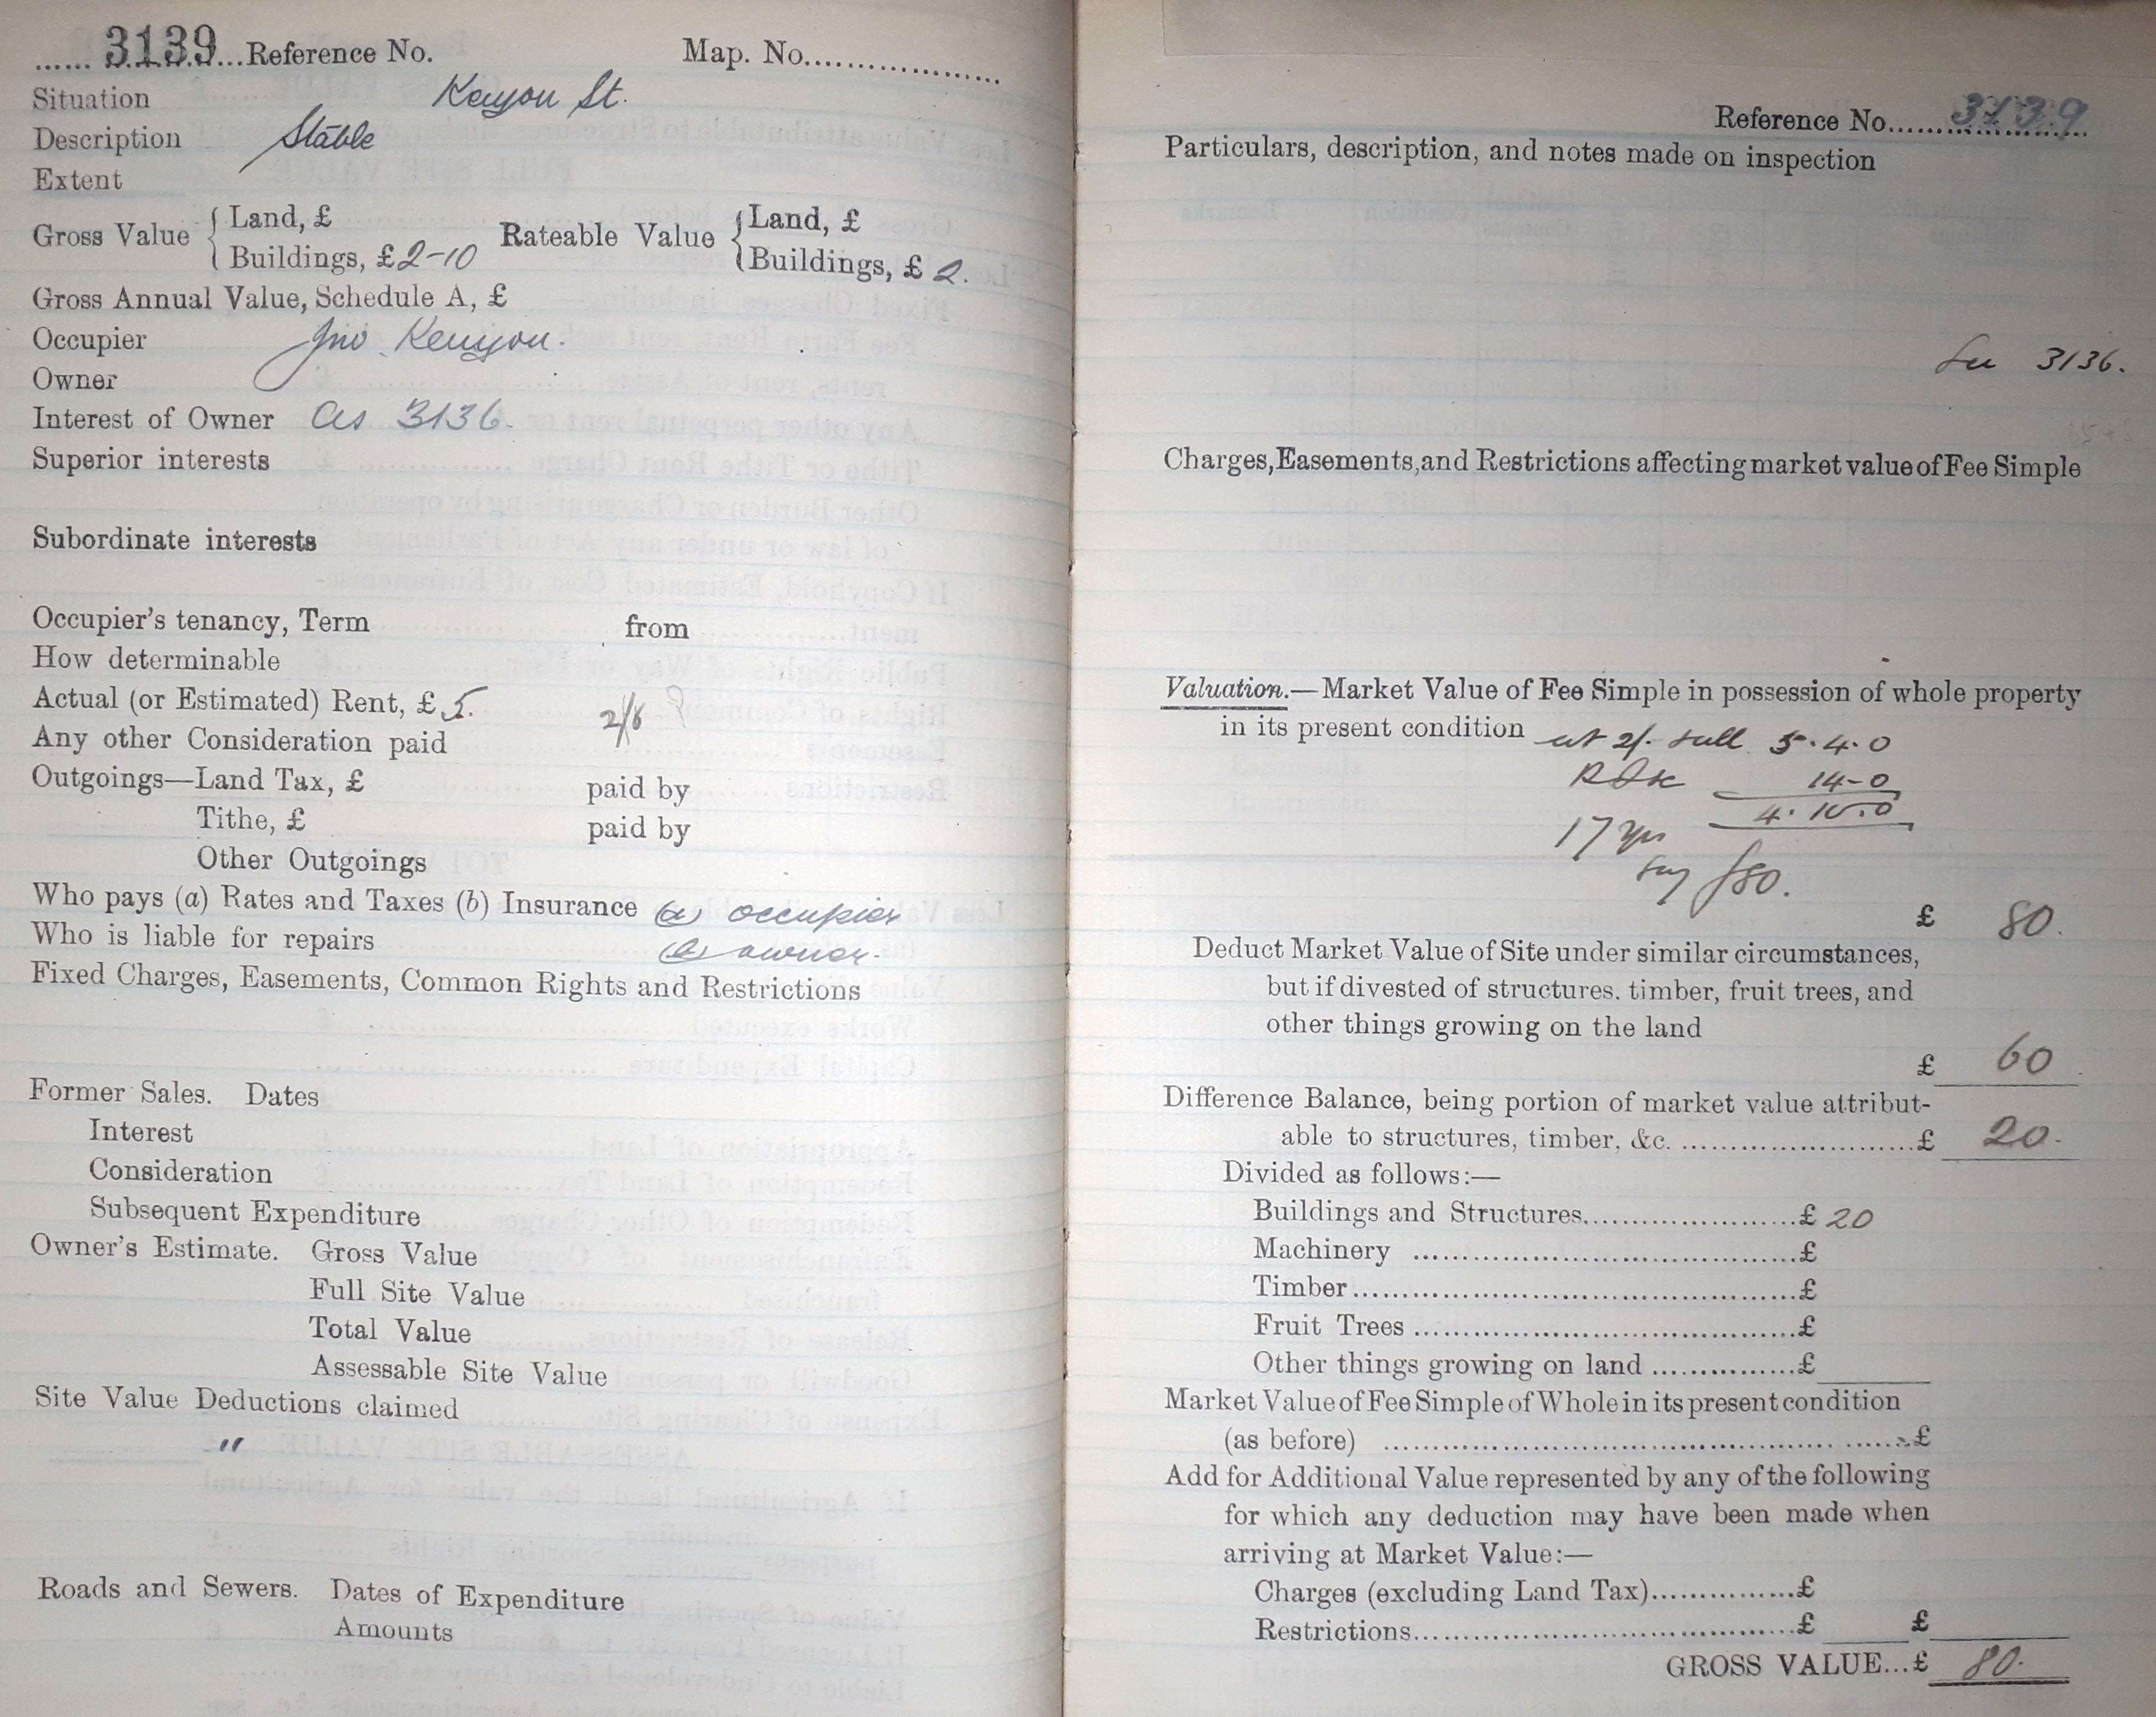 ...... 3139...Reference No. Map. No.....................
Situation Kenyon St.
Description Stable
Extent
Gross Value { Land, £ Rateable Value { Land, £
Buildings, £ 2-10 Buildings, £ 2.
Gross Annual Value, Schedule A, £
Occupier Jno. Kenyon.
Owner
Interest of Owner as 3136.
Superior interests
Subordinate interests
Occupier's tenancy, Term from
How determinable
Actual (or Estimated) Rent, £ 5. 2/6 ?
Any other Consideration paid
Outgoings—Land Tax, £ paid by
Tithe, £ paid by
Other Outgoings
Who pays (a) Rates and Taxes (b) Insurance (a) occupier
Who is liable for repairs (b) owner.
Fixed Charges, Easements, Common Rights and Restrictions
Former Sales. Dates
Interest
Consideration
Subsequent Expenditure
Owner's Estimate. Gross Value
Full Site Value
Total Value
Assessable Site Value
Site Value Deductions claimed
"
Roads and Sewers. Dates of Expenditure
Amounts
Reference No....3139
Particulars, description, and notes made on inspection
See 3136.
Charges, Easements, and Restrictions affecting market value of Fee Simple
Valuation.—Market Value of Fee Simple in possession of whole property
in its present condition at 2/- 5.4.0
14-0
4.10.0
17 yrs
say £80.
£ 80.
Deduct Market Value of Site under similar circumstances,
but if divested of structures. timber, fruit trees, and
other things growing on the land
£ 60
Difference Balance, being portion of market value attribut-
able to structures, timber, &c. ............................£ 20.
Divided as follows:—
Buildings and Structures........................£ 20
Machinery ...........................................£
Timber..................................................£
Fruit Trees ...........................................£
Other things growing on land ................£
Market Value of Fee Simple of Whole in its present condition
(as before) ......................................................£
Add for Additional Value represented by any of the following
for which any deduction may have been made when
arriving at Market Value:—
Charges (excluding Land Tax)................£
Restrictions...........................................£ £
GROSS VALUE...£ 80.